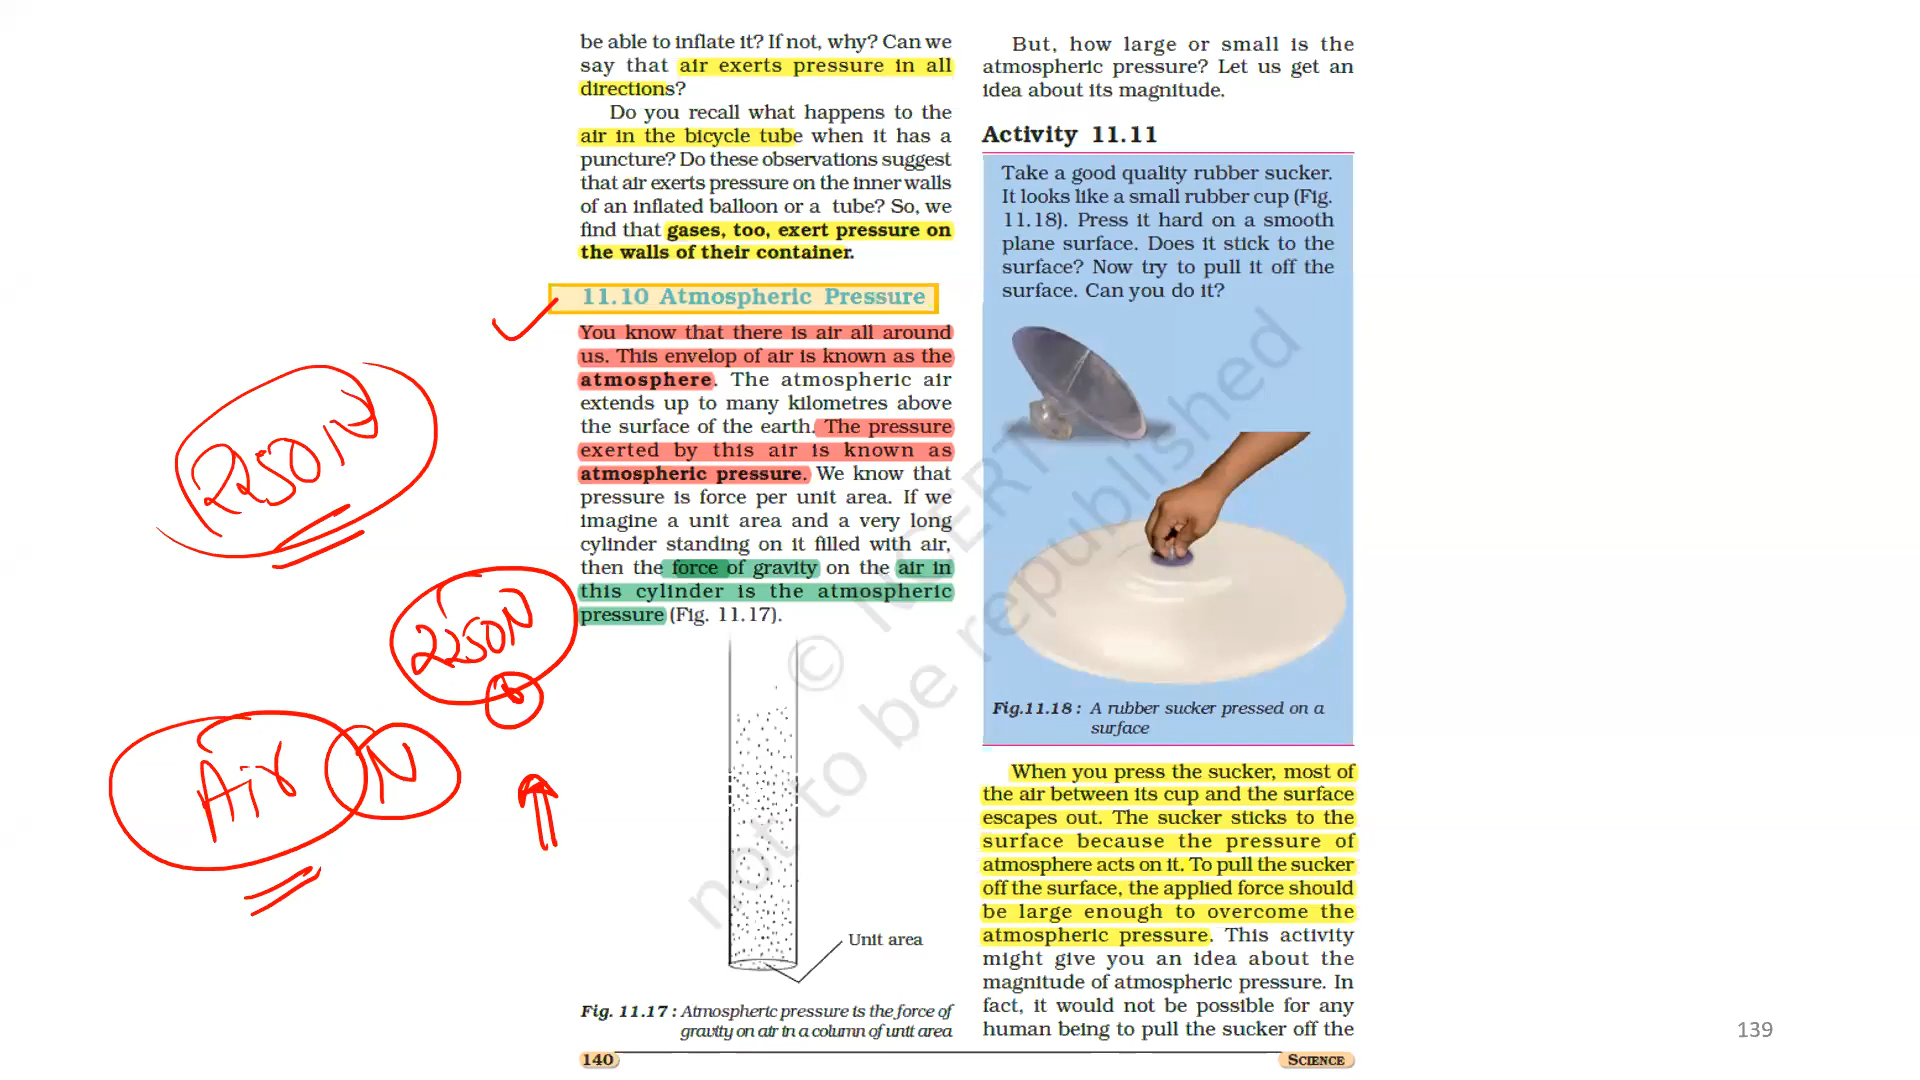 be able to inflate it? If not, why? Can we
say that air exerts pressure in all
directions?
Do you recall what happens to the
air in the bicycle tube when it has a
puncture? Do these observations suggest
that air exerts pressure on the inner walls
of an inflated balloon or a tube? So, we
find that gases, too, exert pressure on
the walls of their container.
11.10 Atmospheric Pressure
You know that there is air all around
us. This envelop of air is known as the
atmosphere. The atmospheric air
extends up to many kilometres above
the surface of the earth. The pressure
exerted by this air is known as
atmospheric pressure. We know that
pressure is force per unit area. If we
imagine a unit area and a very long
cylinder standing on it filled with air,
then the force of gravity on the air in
this cylinder is the atmospheric
pressure (Fig. 11.17).
Unit area
Fig. 11.17 : Atmospheric pressure is the force of
gravity on air in a column of unit area
140
2250N
2250N
Air N
But, how large or small is the
atmospheric pressure? Let us get an
idea about its magnitude.
Activity 11.11
Take a good quality rubber sucker.
It looks like a small rubber cup (Fig.
11.18). Press it hard on a smooth
plane surface. Does it stick to the
surface? Now try to pull it off the
surface. Can you do it?
Fig.11.18 : A rubber sucker pressed on a
surface
When you press the sucker, most of
the air between its cup and the surface
escapes out. The sucker sticks to the
surface because the pressure of
atmosphere acts on it. To pull the sucker
off the surface, the applied force should
be large enough to overcome the
atmospheric pressure. This activity
might give you an idea about the
magnitude of atmospheric pressure. In
fact, it would not be possible for any
human being to pull the sucker off the
SCIENCE
© NCERT
not to be republished
139